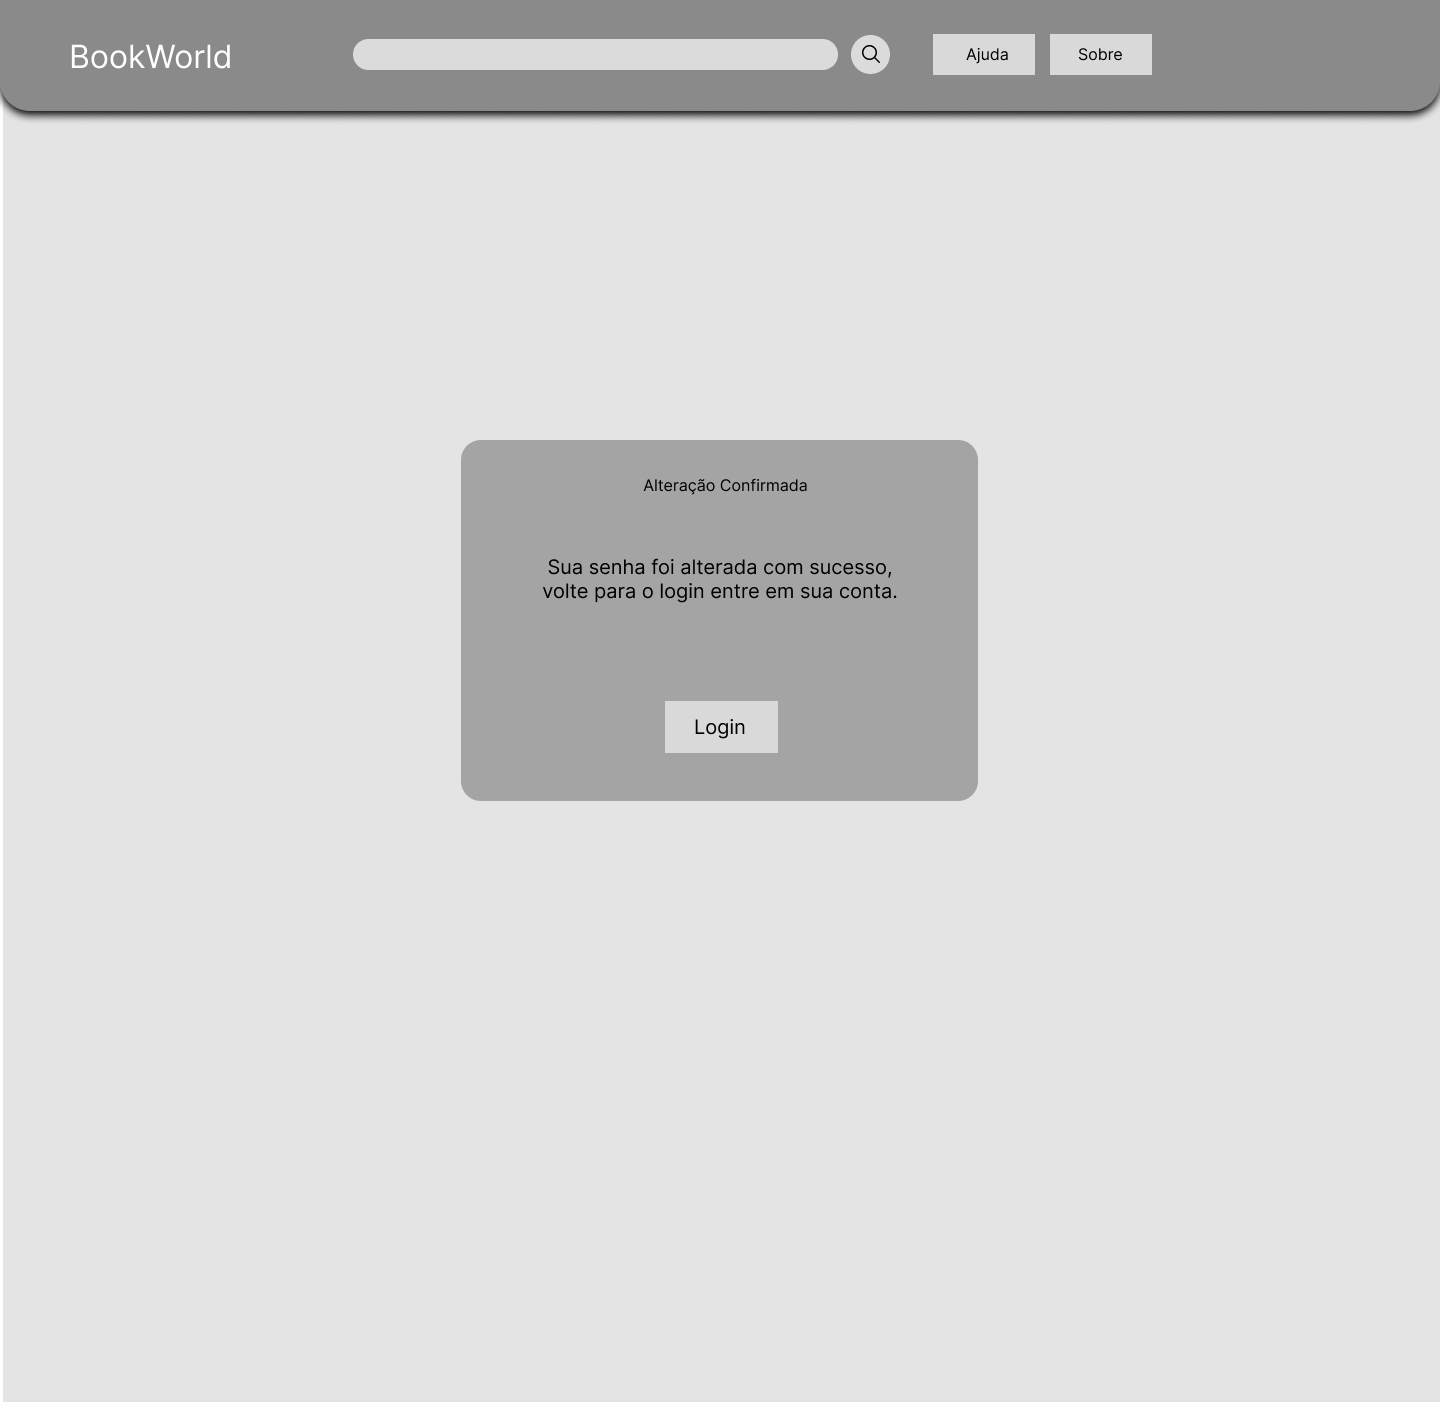 BookWorld
Ajuda
Sobre
Alteração Confirmada
Sua senha foi alterada com sucesso,
volte para o login entre em sua conta.
Login